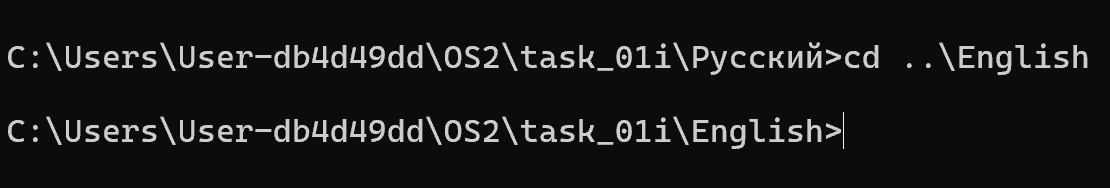 C:\Users\User-db4d49dd\OS2\task_01i\Русский>cd ..\English
C:\Users\User-db4d49dd\OS2\task_01i\English>